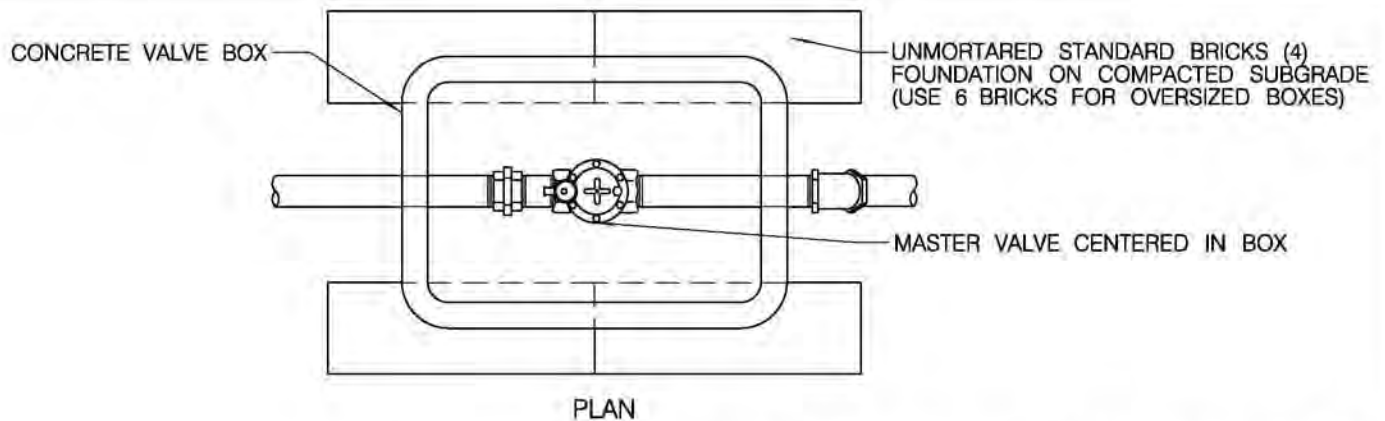 CONCRETE VALVE BOX
UNMORTARED STANDARD BRICKS (4)
FOUNDATION ON COMPACTED SUBGRADE
(USE 6 BRICKS FOR OVERSIZED BOXES)
MASTER VALVE CENTERED IN BOX
PLAN